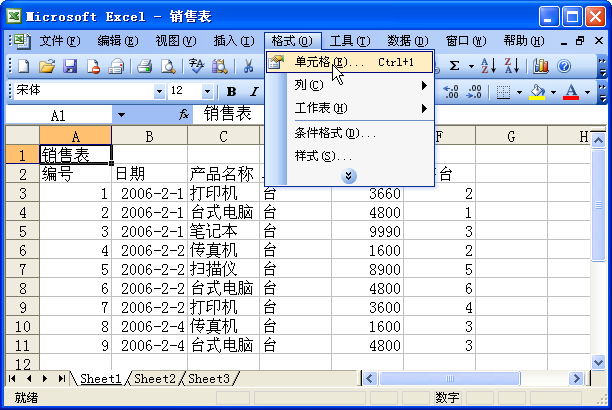 Microsoft Excel - 销售表
文件(F) 编辑(E) 视图(V) 插入(I) 格式(O) 工具(T) 数据(D) 窗口(W) 帮助(H)
单元格(E)... Ctrl+1
列(C)
工作表(H)
条件格式(D)...
样式(S)...
宋体 12 B I
A1 fx 销售表
A B C F G H
1 销售表
2 编号 日期 产品名称 台
3 1 2006-2-1 打印机 台 3660 2
4 2 2006-2-1 台式电脑 台 4800 1
5 3 2006-2-1 笔记本 台 9990 3
6 4 2006-2-2 传真机 台 1600 2
7 5 2006-2-2 扫描仪 台 8900 5
8 6 2006-2-2 台式电脑 台 4800 6
9 7 2006-2-2 打印机 台 3600 4
10 8 2006-2-4 传真机 台 1600 3
11 9 2006-2-4 台式电脑 台 4800 3
12
Sheet1 Sheet2 Sheet3
就绪 数字